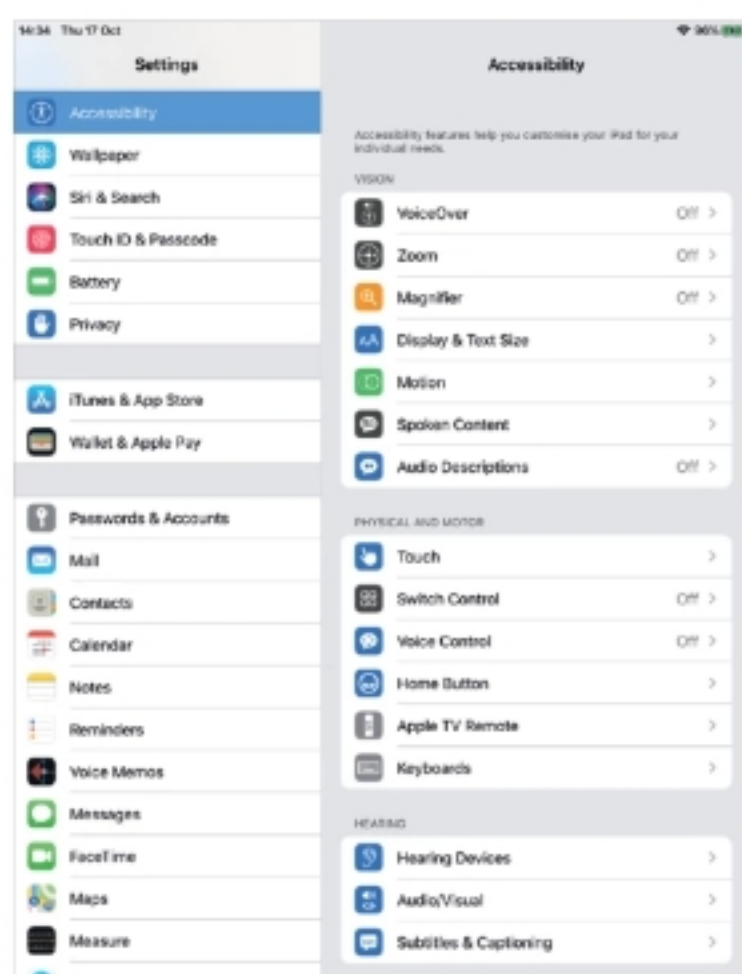 14:34 Thu 17 Oct
96%
Settings
Accessibility
Wallpaper
Siri & Search
Touch ID & Passcode
Battery
Privacy
iTunes & App Store
Wallet & Apple Pay
Passwords & Accounts
Mail
Contacts
Calendar
Notes
Reminders
Voice Memos
Messages
FaceTime
Maps
Measure
Accessibility
Accessibility features help you customise your iPad for your
individual needs.
VISION
VoiceOver Off
Zoom Off
Magnifier Off
Display & Text Size
Motion
Spoken Content
Audio Descriptions Off
PHYSICAL AND MOTOR
Touch
Switch Control Off
Voice Control Off
Home Button
Apple TV Remote
Keyboards
HEARING
Hearing Devices
Audio/Visual
Subtitles & Captioning